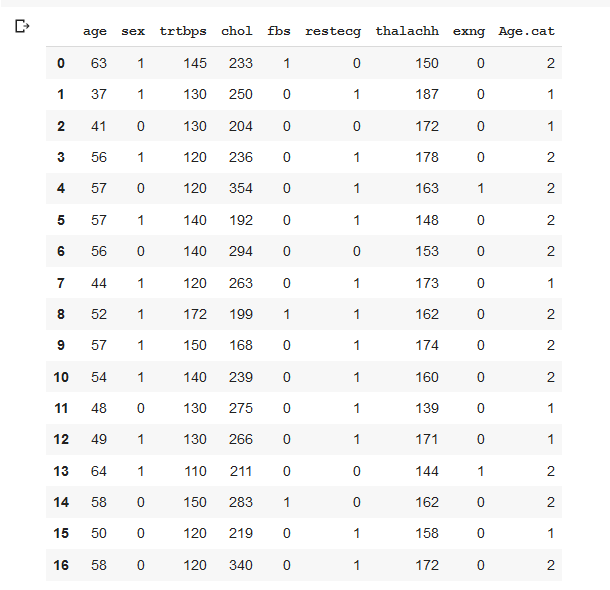 age sex trtbps chol fbs restecg thalachh exng Age.cat
0 63 1 145 233 1 0 150 0 2
1 37 1 130 250 0 1 187 0 1
2 41 0 130 204 0 0 172 0 1
3 56 1 120 236 0 1 178 0 2
4 57 0 120 354 0 1 163 1 2
5 57 1 140 192 0 1 148 0 2
6 56 0 140 294 0 0 153 0 2
7 44 1 120 263 0 1 173 0 1
8 52 1 172 199 1 1 162 0 2
9 57 1 150 168 0 1 174 0 2
10 54 1 140 239 0 1 160 0 2
11 48 0 130 275 0 1 139 0 1
12 49 1 130 266 0 1 171 0 1
13 64 1 110 211 0 0 144 1 2
14 58 0 150 283 1 0 162 0 2
15 50 0 120 219 0 1 158 0 1
16 58 0 120 340 0 1 172 0 2